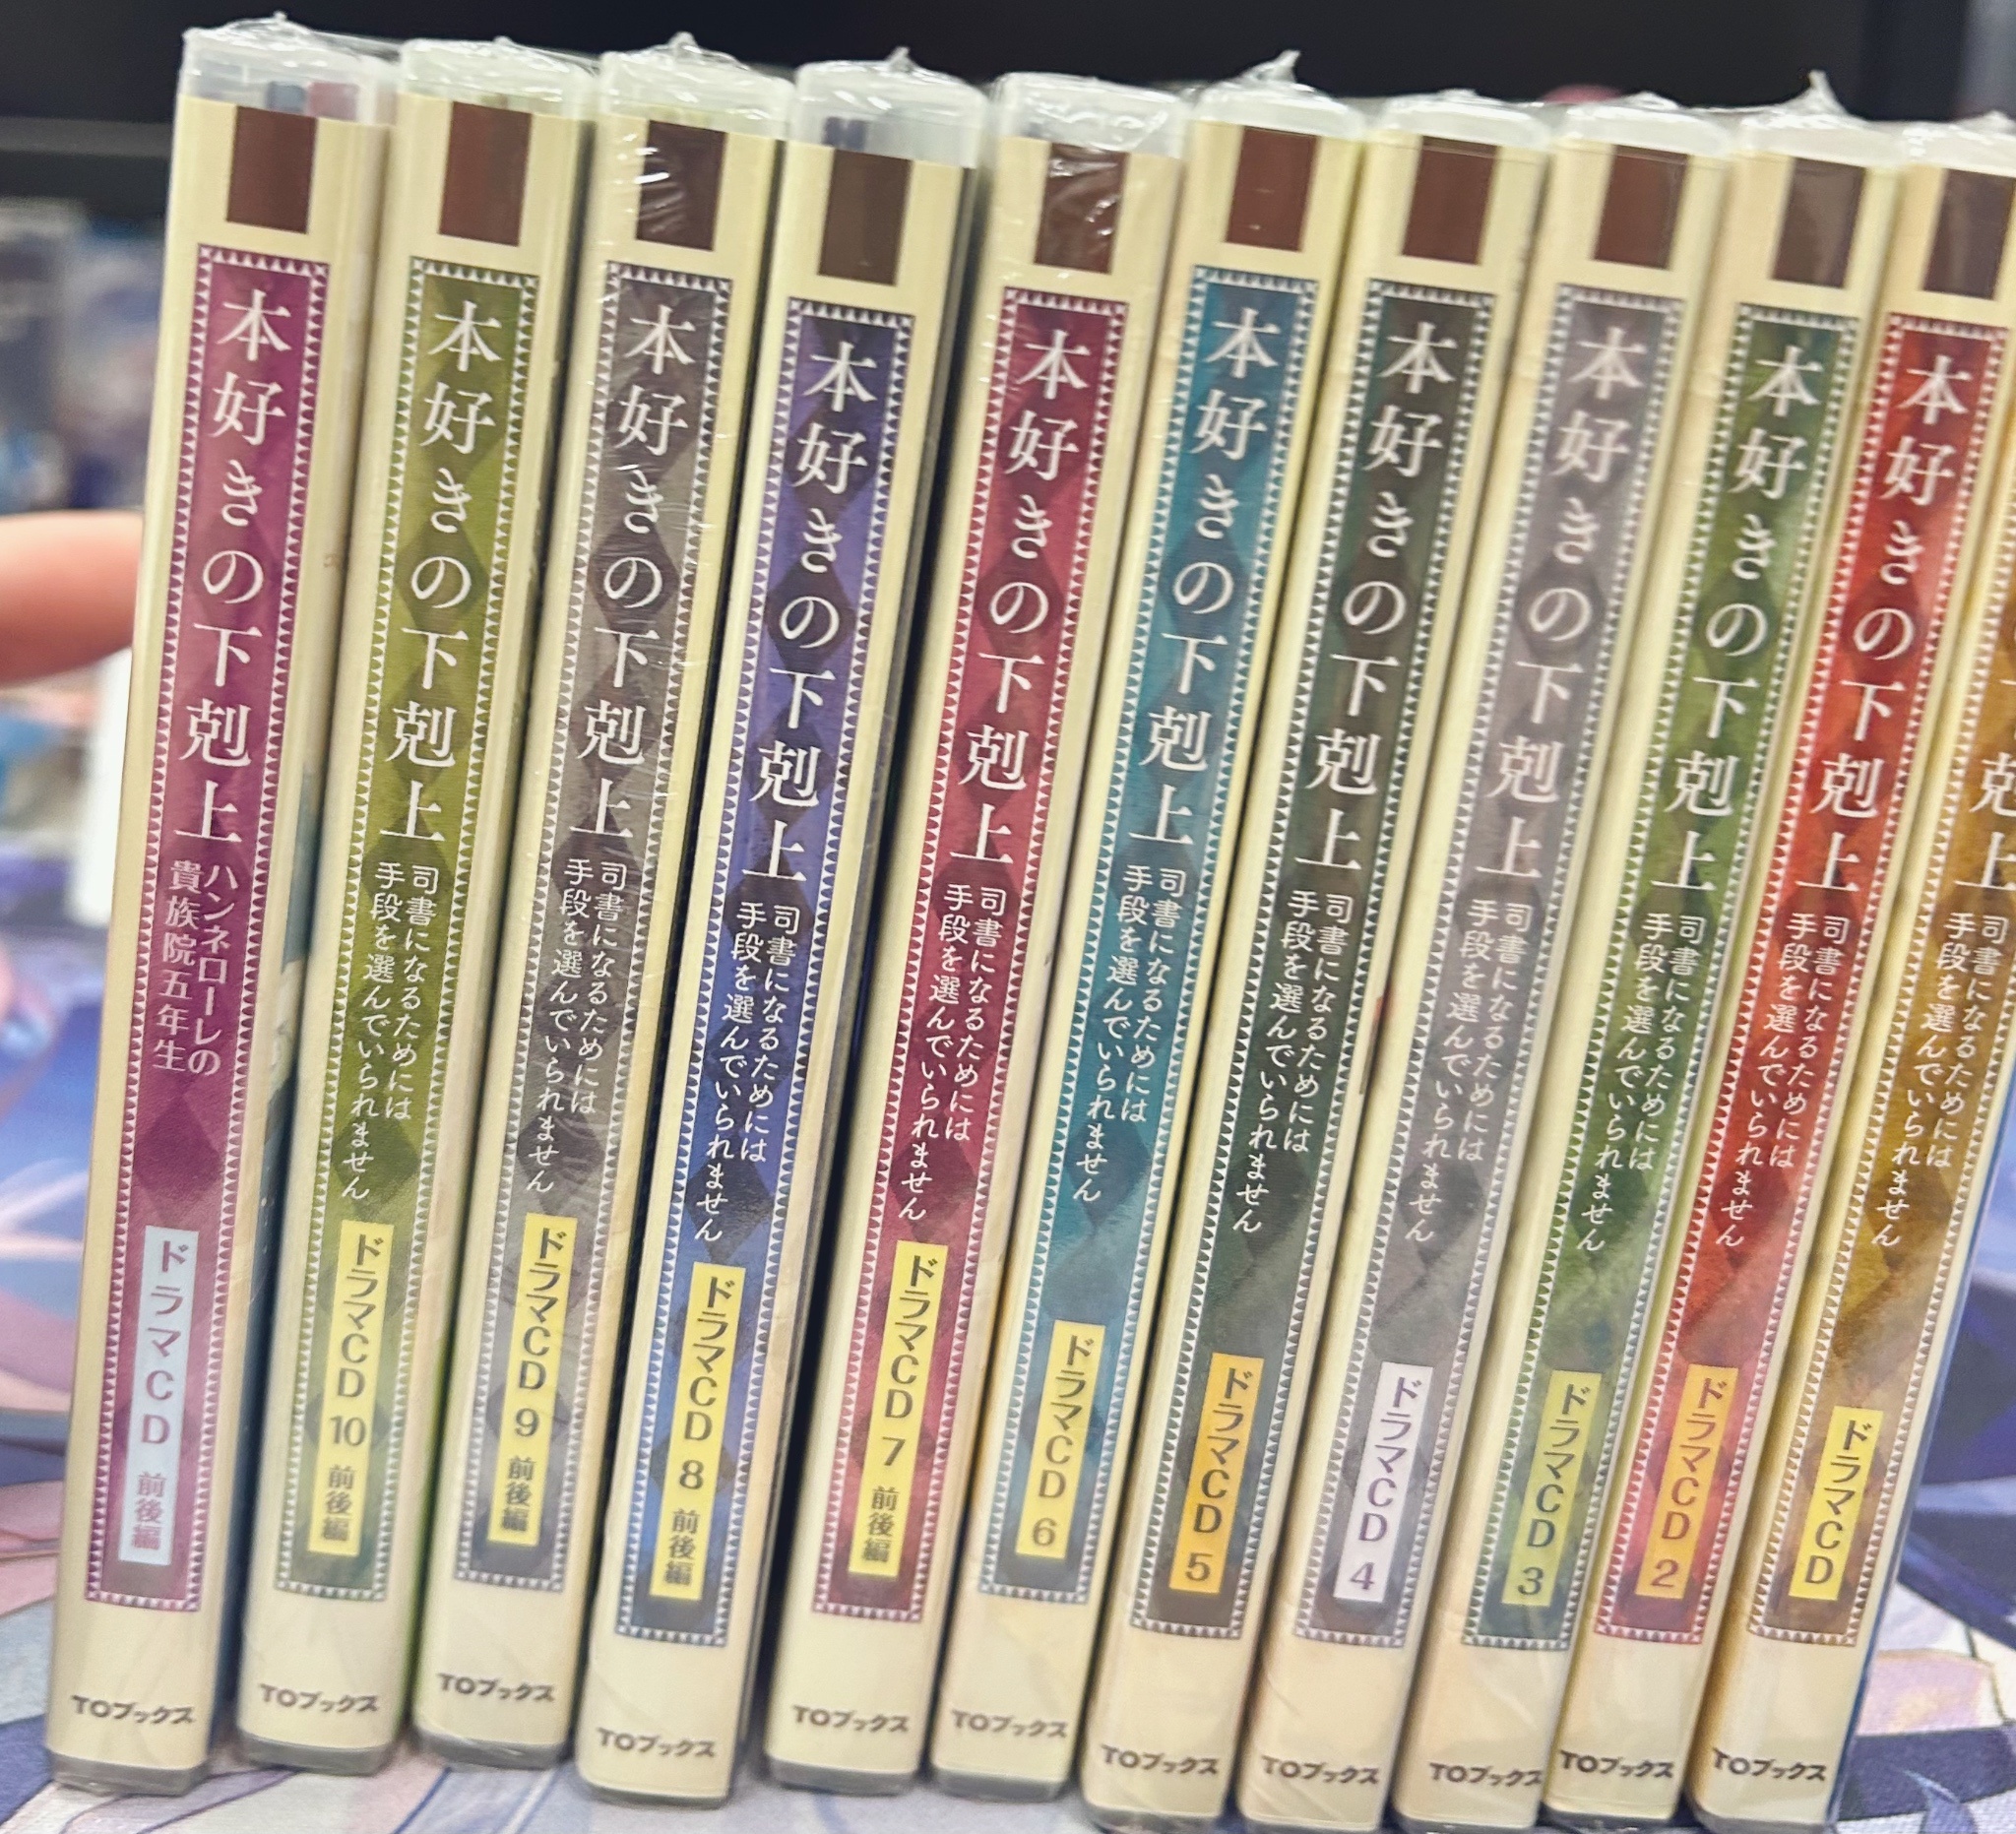 本好きの下剋上
ハンネローレの
貴族院五年生
ドラマCD 前後編
TOブックス
本好きの下剋上
司書になるためには
手段を選んでいられません
ドラマCD 10 前後編
TOブックス
本好きの下剋上
司書になるためには
手段を選んでいられません
ドラマCD 9 前後編
TOブックス
本好きの下剋上
司書になるためには
手段を選んでいられません
ドラマCD 8 前後編
TOブックス
本好きの下剋上
司書になるためには
手段を選んでいられません
ドラマCD 7 前後編
TOブックス
本好きの下剋上
司書になるためには
手段を選んでいられません
ドラマCD 6
TOブックス
本好きの下剋上
司書になるためには
手段を選んでいられません
ドラマCD 5
TOブックス
本好きの下剋上
司書になるためには
手段を選んでいられません
ドラマCD 4
TOブックス
本好きの下剋上
司書になるためには
手段を選んでいられません
ドラマCD 3
TOブックス
本好きの下剋上
司書になるためには
手段を選んでいられません
ドラマCD 2
TOブックス
下剋上
司書になるためには
手段を選んでいられません
ドラマCD
TOブックス